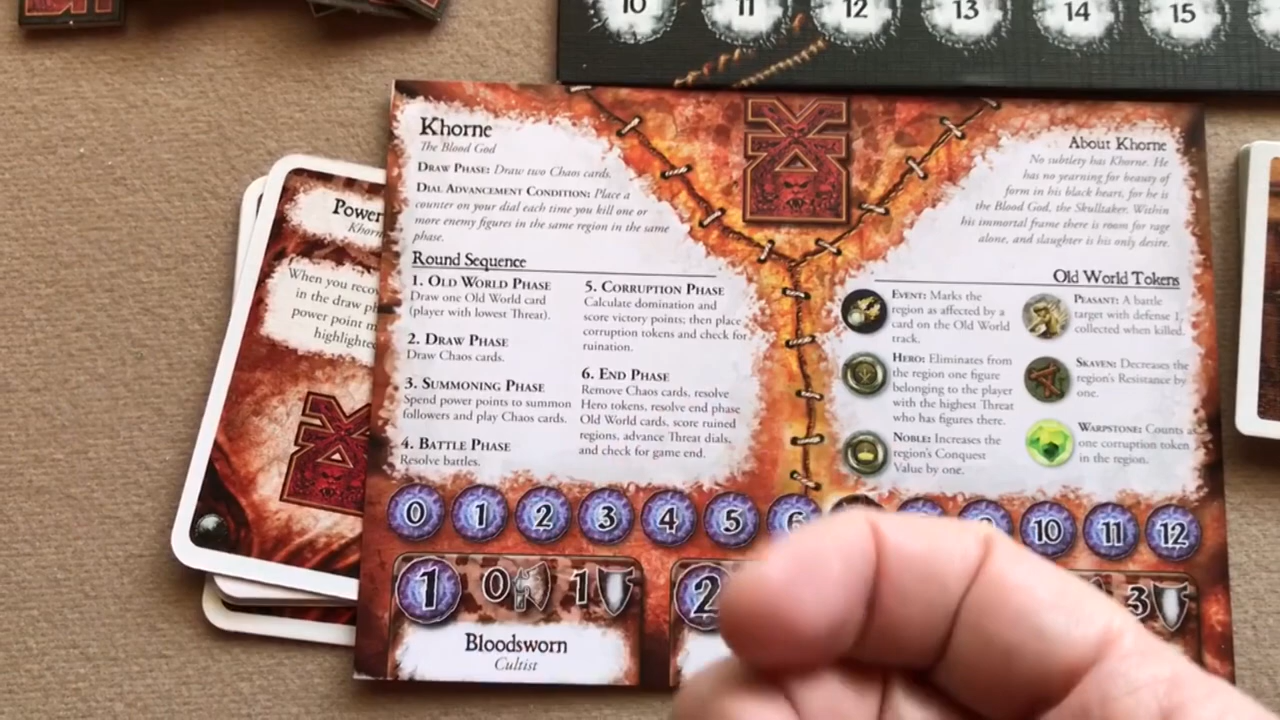 10 11 12 13 14 15
Khorne
The Blood God
DRAW PHASE: Draw two Chaos cards.
DIAL ADVANCEMENT CONDITION: Place a
counter on your dial each time you kill one or
more enemy figures in the same region in the same
phase.
Round Sequence
1. OLD WORLD PHASE
Draw one Old World card
(player with lowest Threat).
2. DRAW PHASE
Draw Chaos cards.
3. SUMMONING PHASE
Spend power points to summon
followers and play Chaos cards.
4. BATTLE PHASE
Resolve battles.
5. CORRUPTION PHASE
Calculate domination and
score victory points; then place
corruption tokens and check for
ruination.
6. END PHASE
Remove Chaos cards, resolve
Hero tokens, resolve end phase
Old World cards, score ruined
regions, advance Threat dials,
and check for game end.
About Khorne
No subtlety has Khorne. He
has no yearning for beauty of
form in his black heart, for he is
the Blood God, the Skulltaker. Within
his immortal frame there is room for rage
alone, and slaughter is his only desire.
Old World Tokens
EVENT: Marks the
region as affected by a
card on the Old World
track.
HERO: Eliminates from
the region one figure
belonging to the player
with the highest Threat
who has figures there.
NOBLE: Increases the
region's Conquest
Value by one.
PEASANT: A battle
target with defense 1,
collected when killed.
SKAVEN: Decreases the
region's Resistance by
one.
WARPSTONE: Counts as
one corruption token
in the region.
Power
When you
in the draw
power point
0 1 2 3 4 5 6 10 11 12
1 0 1
Bloodsworn
Cultist
2
3